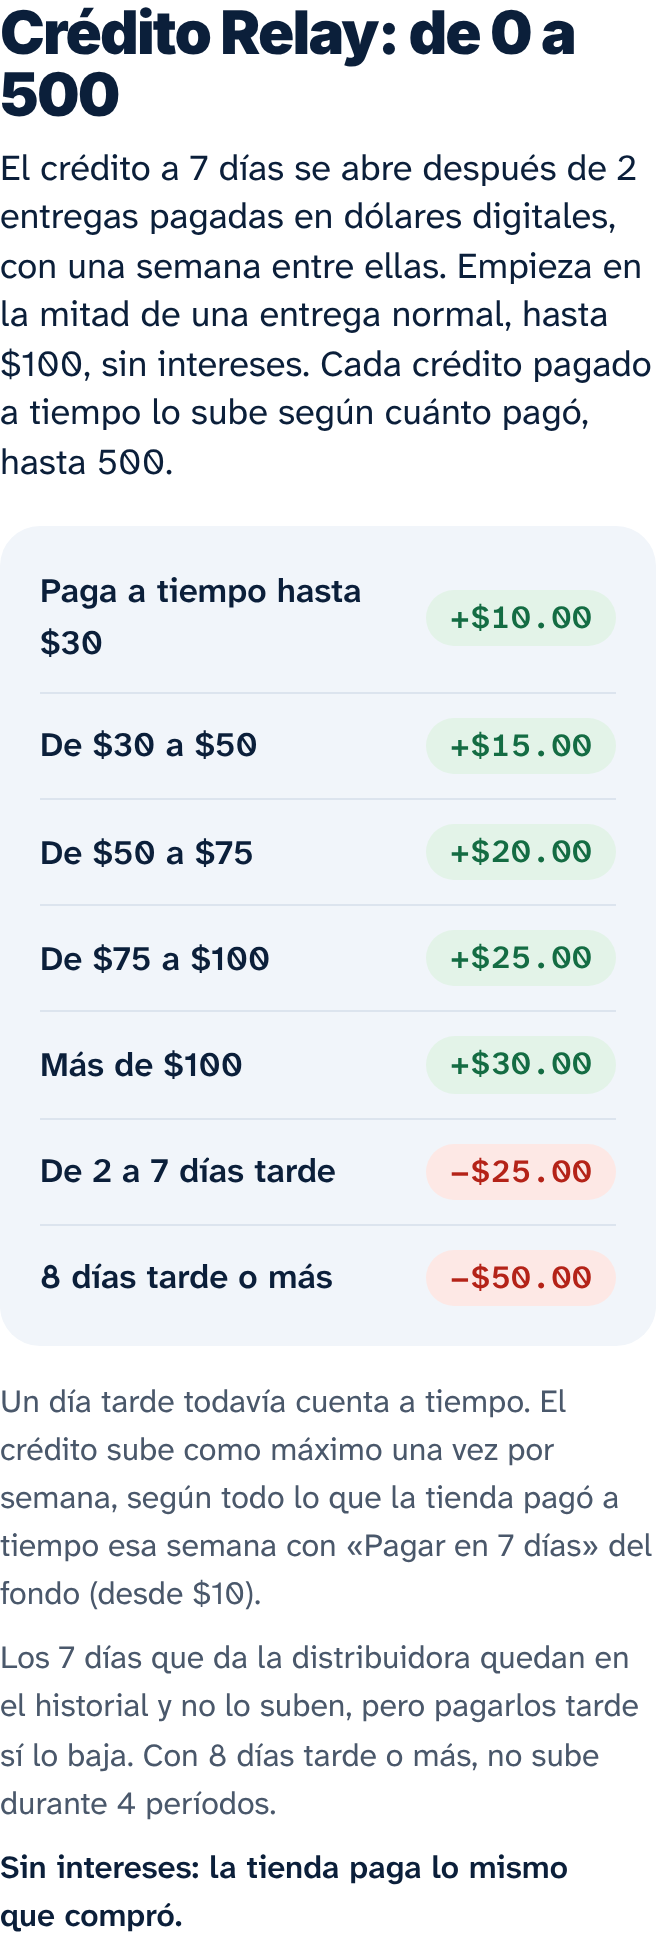 Crédito Relay: de 0 a
500
El crédito a 7 días se abre después de 2
entregas pagadas en dólares digitales,
con una semana entre ellas. Empieza en
la mitad de una entrega normal, hasta
$100, sin intereses. Cada crédito pagado
a tiempo lo sube según cuánto pagó,
hasta 500.
Paga a tiempo hasta
$30
+$10.00
De $30 a $50
+$15.00
De $50 a $75
+$20.00
De $75 a $100
+$25.00
Más de $100
+$30.00
De 2 a 7 días tarde
–$25.00
8 días tarde o más
–$50.00
Un día tarde todavía cuenta a tiempo. El
crédito sube como máximo una vez por
semana, según todo lo que la tienda pagó a
tiempo esa semana con «Pagar en 7 días» del
fondo (desde $10).
Los 7 días que da la distribuidora quedan en
el historial y no lo suben, pero pagarlos tarde
sí lo baja. Con 8 días tarde o más, no sube
durante 4 períodos.
Sin intereses: la tienda paga lo mismo
que compró.